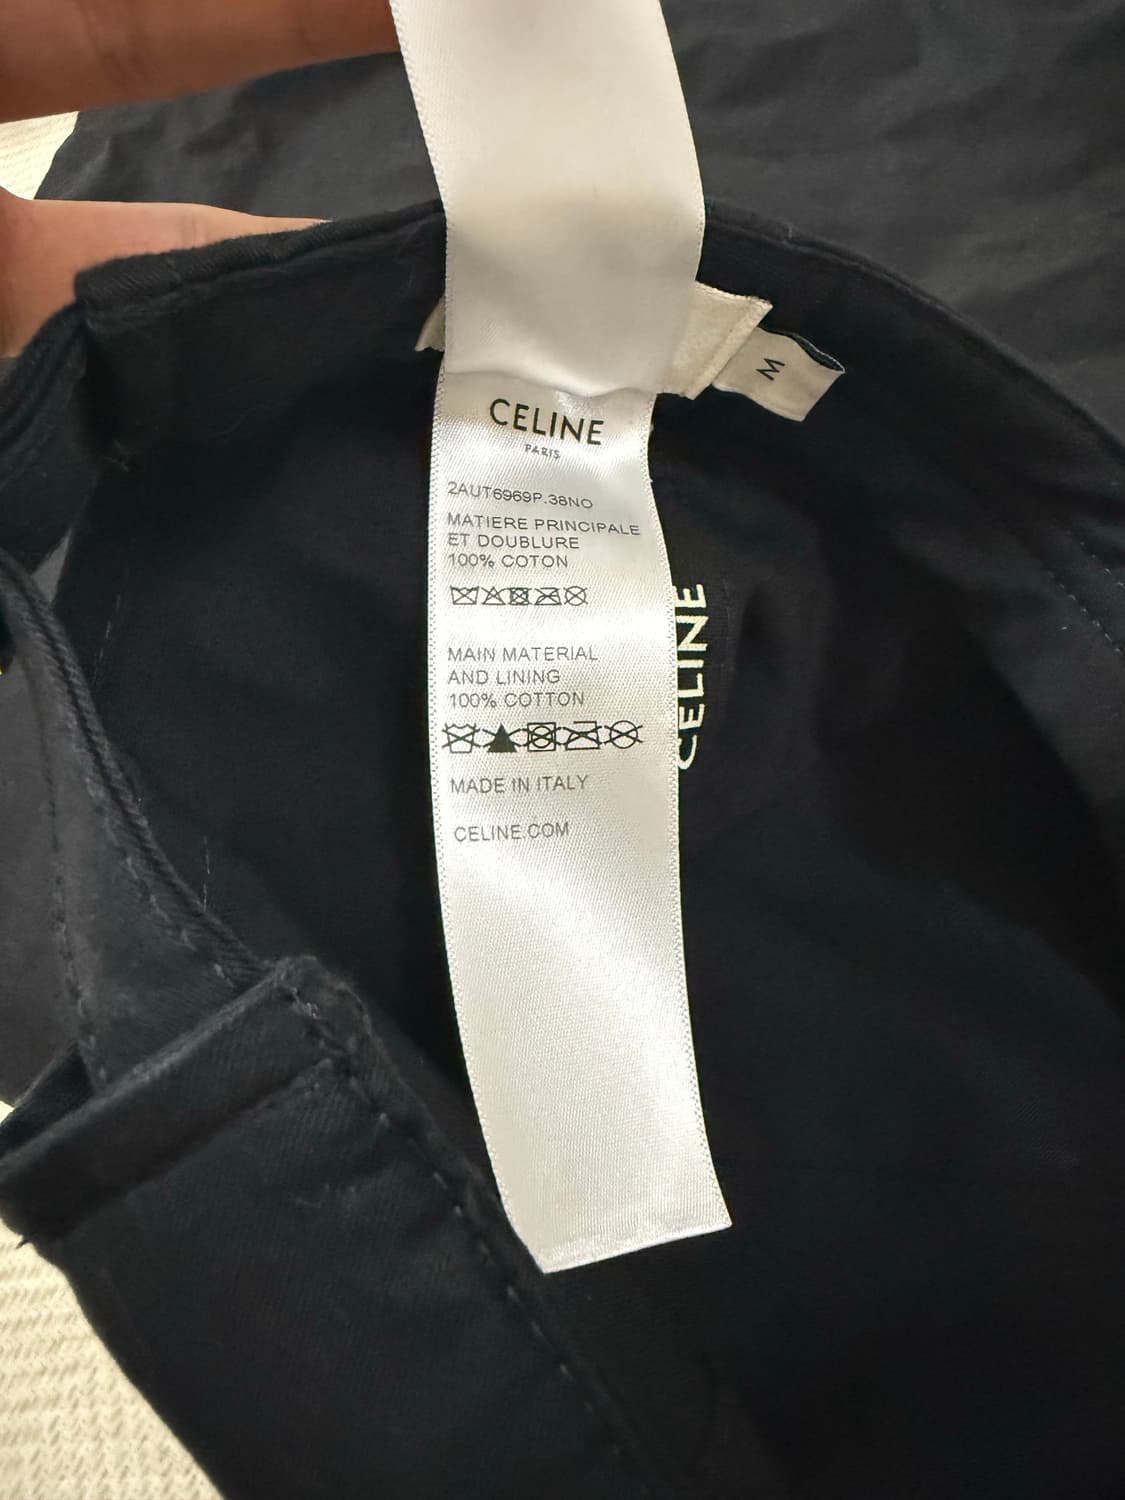 M
CELINE
PARIS
2AUT6969P.38NO
MATIERE PRINCIPALE
ET DOUBLURE
100% COTON
MAIN MATERIAL
AND LINING
100% COTTON
MADE IN ITALY
CELINE.COM
CELINE